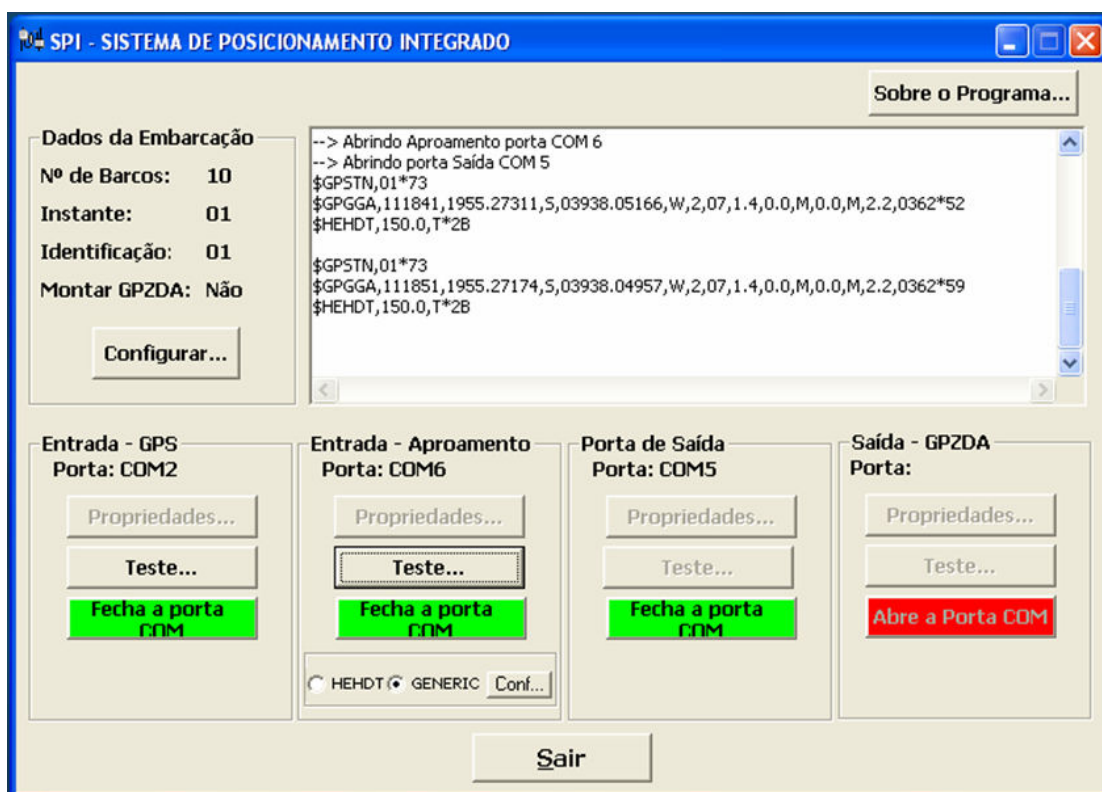 SPI - SISTEMA DE POSICIONAMENTO INTEGRADO
Sobre o Programa...
Dados da Embarcação
Nº de Barcos: 10
Instante: 01
Identificação: 01
Montar GPZDA: Não
Configurar...
--> Abrindo Aproamento porta COM 6
--> Abrindo porta Saída COM 5
$GPSTN,01*73
$GPGGA,111841,1955.27311,S,03938.05166,W,2,07,1.4,0.0,M,0.0,M,2.2,0362*52
$HEHDT,150.0,T*2B
$GPSTN,01*73
$GPGGA,111851,1955.27174,S,03938.04957,W,2,07,1.4,0.0,M,0.0,M,2.2,0362*59
$HEHDT,150.0,T*2B
Entrada - GPS
Porta: COM2
Propriedades...
Teste...
Fecha a porta
COM
Entrada - Aproamento
Porta: COM6
Propriedades...
Teste...
Fecha a porta
COM
HEHDT GENERIC Conf...
Porta de Saída
Porta: COM5
Propriedades...
Teste...
Fecha a porta
COM
Saída - GPZDA
Porta:
Propriedades...
Teste...
Abre a Porta COM
Sair